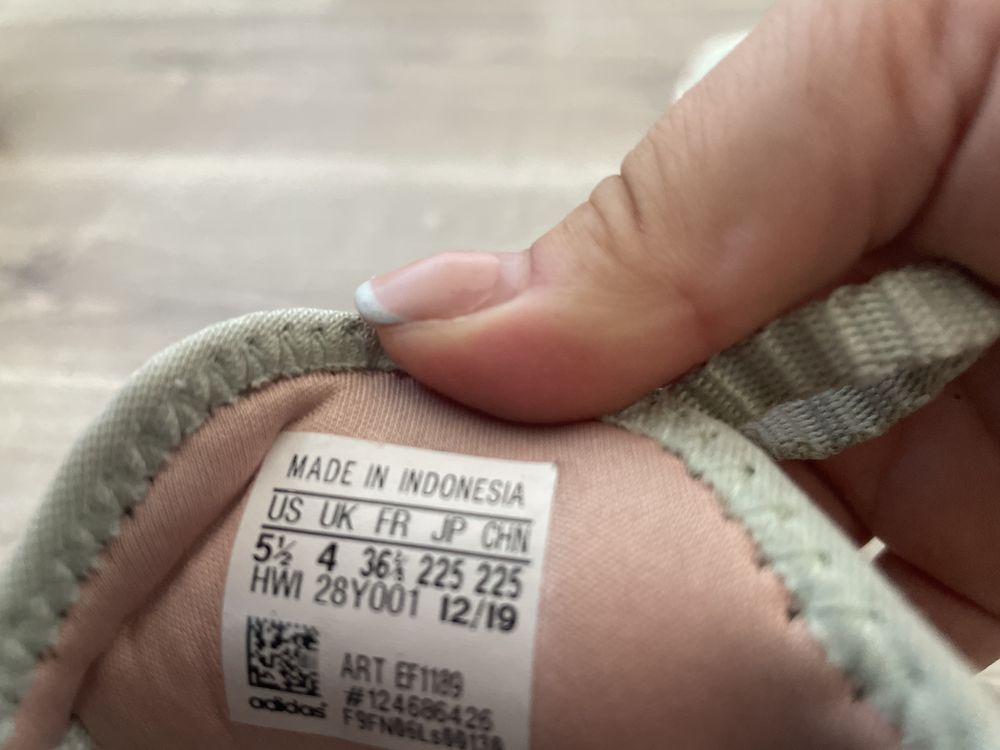 MADE IN INDONESIA
US UK FR JP CHN
5½ 4 36⅔ 225 225
HWI 28Y001 12/19
ART EF1189
#124686426
adidas